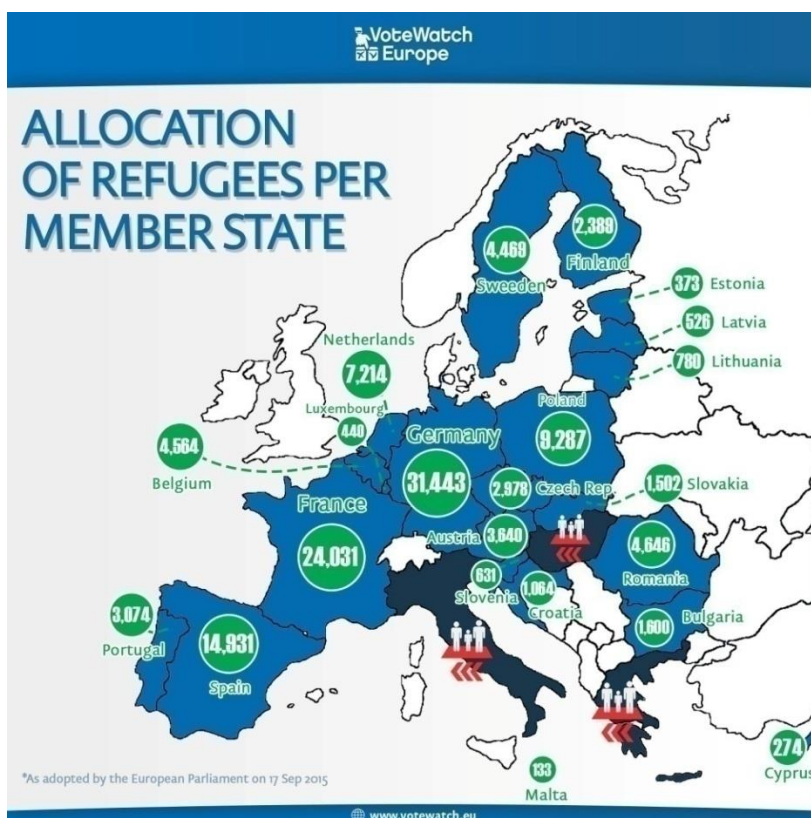 VoteWatch
Europe
ALLOCATION
OF REFUGEES PER
MEMBER STATE
2,389
Finland
4,469
Sweeden
373 Estonia
526 Latvia
780 Lithuania
Netherlands
7,214
Luxembourg
440
4,564
Belgium
Germany
31,443
Poland
9,287
2,978 Czech Rep
1,502 Slovakia
France
24,031
Austria 3,640
631
Slovenia
1,064
Croatia
4,646
Romania
Bulgaria
1,600
3,074
Portugal
14,931
Spain
274
Cyprus
133
Malta
*As adopted by the European Parliament on 17 Sep 2015
www.votewatch.eu